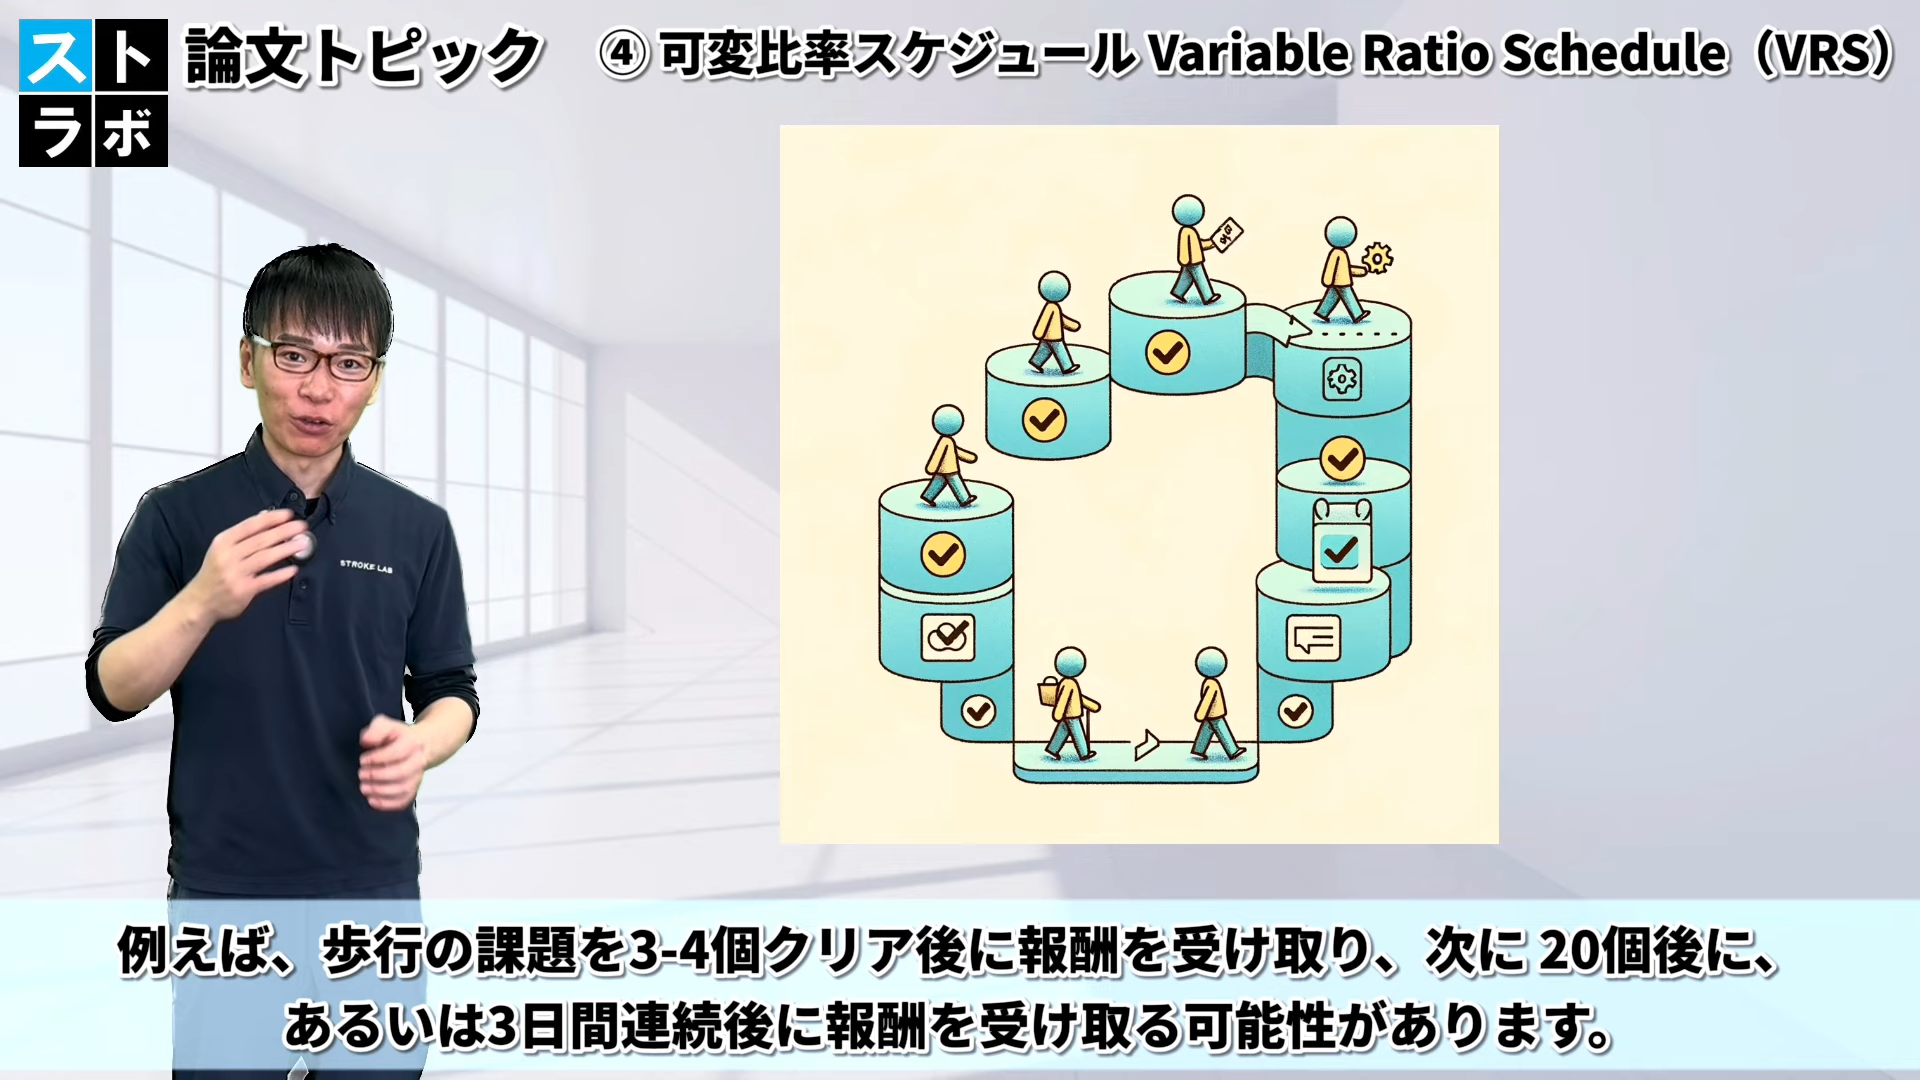 スト
ラボ
論文トピック
④ 可変比率スケジュール Variable Ratio Schedule（VRS）
STROKE LAB
例えば、歩行の課題を3-4個クリア後に報酬を受け取り、次に 20個後に、
あるいは3日間連続後に報酬を受け取る可能性があります。